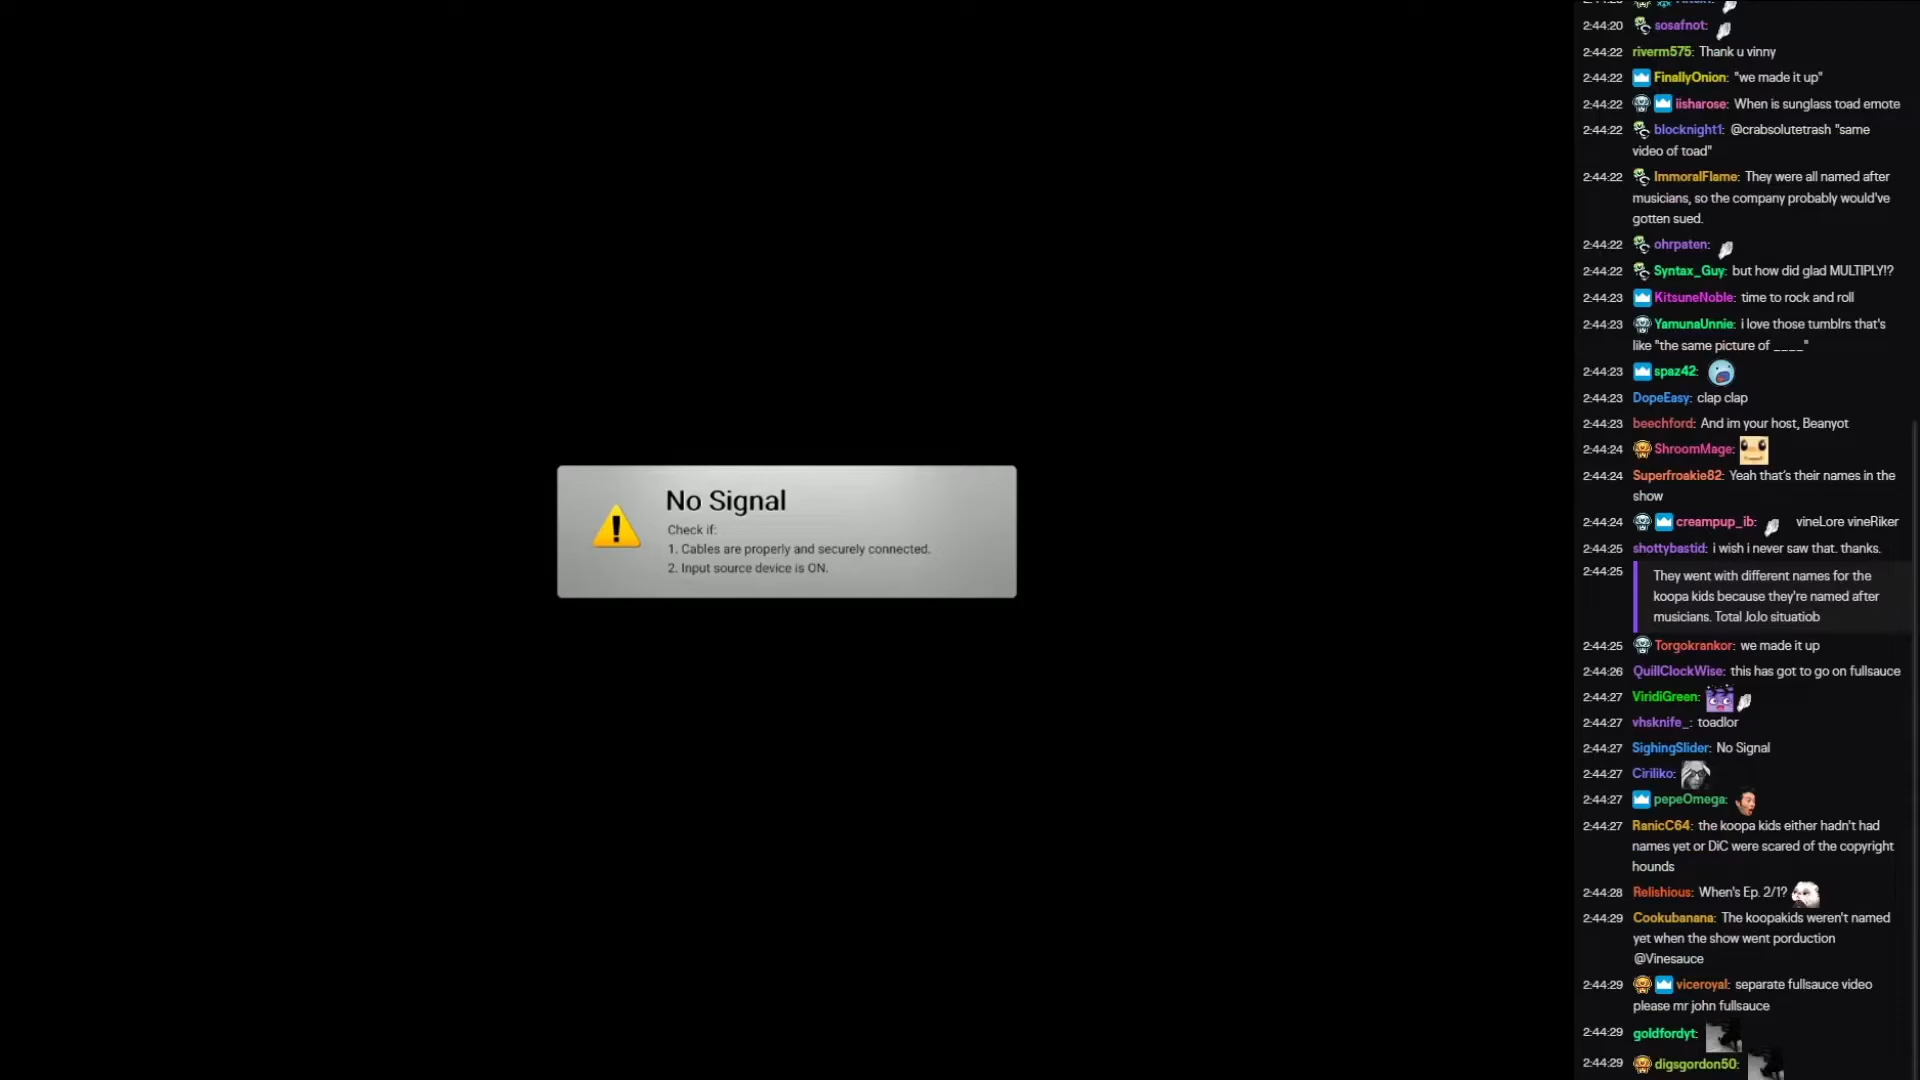 No Signal
Check if:
1. Cables are properly and securely connected.
2. Input source device is ON.
2:44:20 sosafnot:
2:44:22 riverm575: Thank u vinny
2:44:22 FinallyOnion: "we made it up"
2:44:22 iisharose: When is sunglass toad emote
2:44:22 blocknight1: @crabsolutetrash "same
video of toad"
2:44:22 ImmoralFlame: They were all named after
musicians, so the company probably would've
gotten sued.
2:44:22 ohrpaten:
2:44:22 Syntax_Guy: but how did glad MULTIPLY!?
2:44:23 KitsuneNoble: time to rock and roll
2:44:23 YamunaUnnie: i love those tumblrs that's
like "the same picture of ____"
2:44:23 spaz42:
2:44:23 DopeEasy: clap clap
2:44:23 beechford: And im your host, Beanyot
2:44:24 ShroomMage:
2:44:24 Superfroakie82: Yeah that's their names in the
show
2:44:24 creampup_ib: vineLore vineRiker
2:44:25 shottybastid: i wish i never saw that. thanks.
2:44:25 They went with different names for the
koopa kids because they're named after
musicians. Total JoJo situatiob
2:44:25 Torgokrankor: we made it up
2:44:26 QuillClockWise: this has got to go on fullsauce
2:44:27 ViridiGreen:
2:44:27 vhsknife_: toadlor
2:44:27 SighingSlider: No Signal
2:44:27 Ciriliko:
2:44:27 pepeOmega:
2:44:27 RanicC64: the koopa kids either hadn't had
names yet or DiC were scared of the copyright
hounds
2:44:28 Relishious: When's Ep. 2/1?
2:44:29 Cookubanana: The koopakids weren't named
yet when the show went porduction
@Vinesauce
2:44:29 viceroyal: separate fullsauce video
please mr john fullsauce
2:44:29 goldfordyt:
2:44:29 digsgordon50: